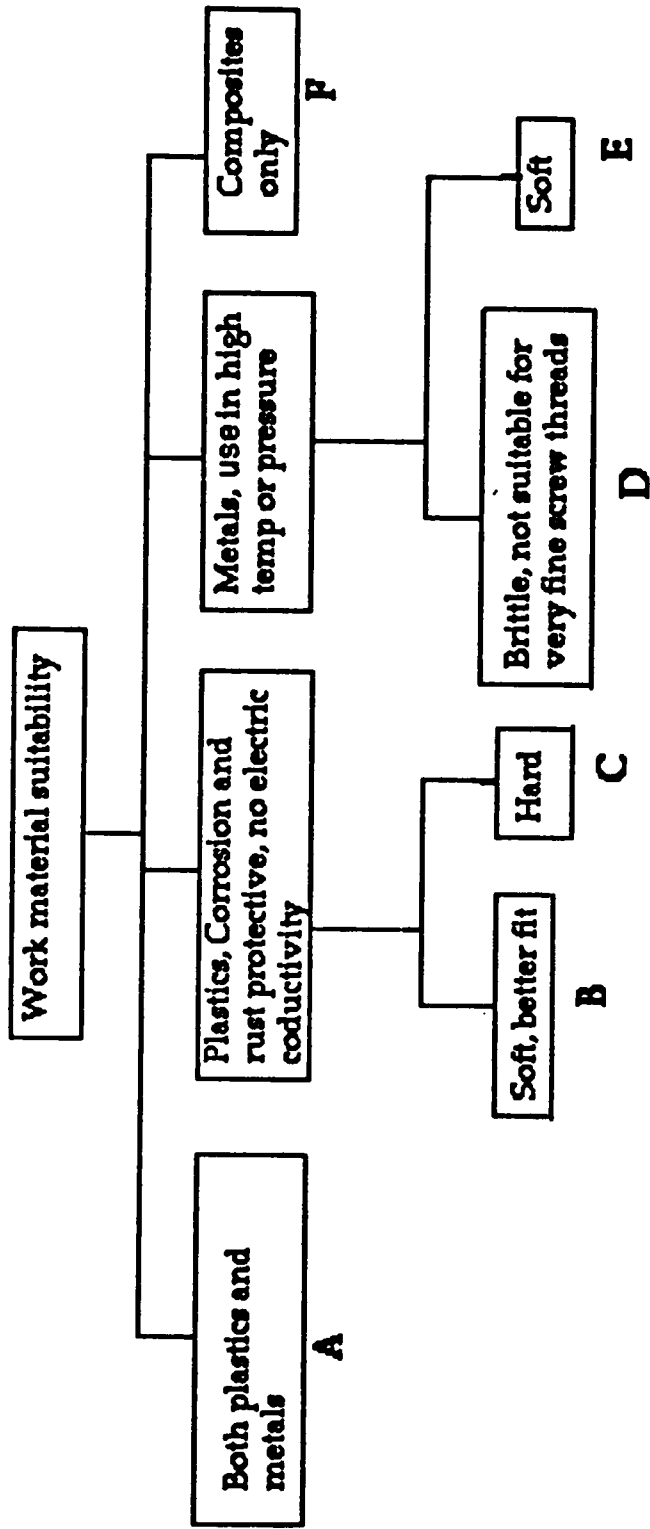 Work material suitability
Both plastics and
metals
A
Plastics, Corrosion and
rust protective, no electric
coductivity
Metals, use in high
temp or pressure
Composites
only
F
Soft, better fit
B
Hard
C
Brittle, not suitable for
very fine screw threads
D
Soft
E